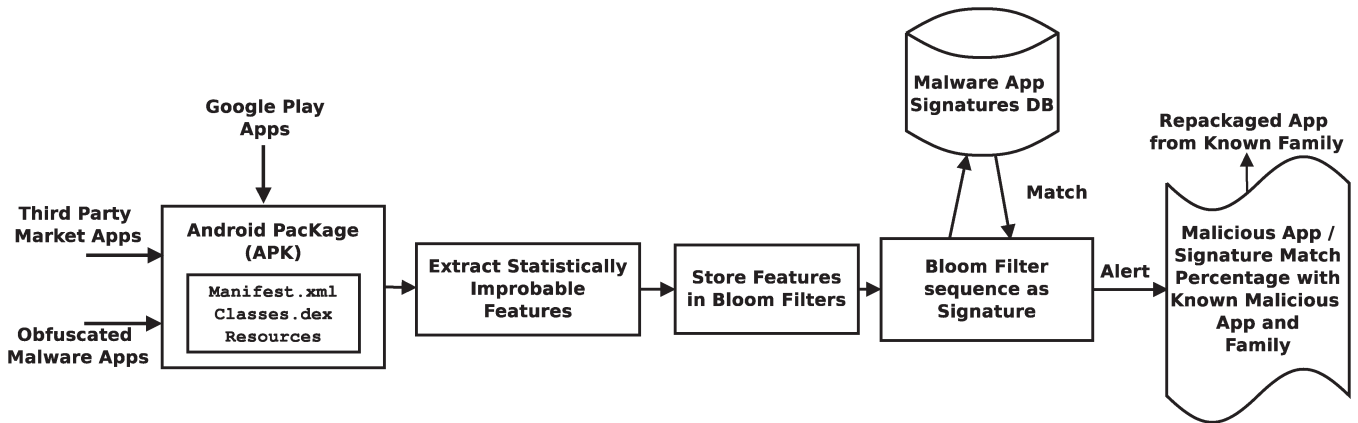 Google Play
Apps
Third Party
Market Apps
Obfuscated
Malware Apps
Android PacKage
(APK)
Manifest.xml
Classes.dex
Resources
Extract Statistically
Improbable
Features
Store Features
in Bloom Filters
Bloom Filter
sequence as
Signature
Malware App
Signatures DB
Match
Alert
Repackaged App
from Known Family
Malicious App /
Signature Match
Percentage with
Known Malicious
App and
Family